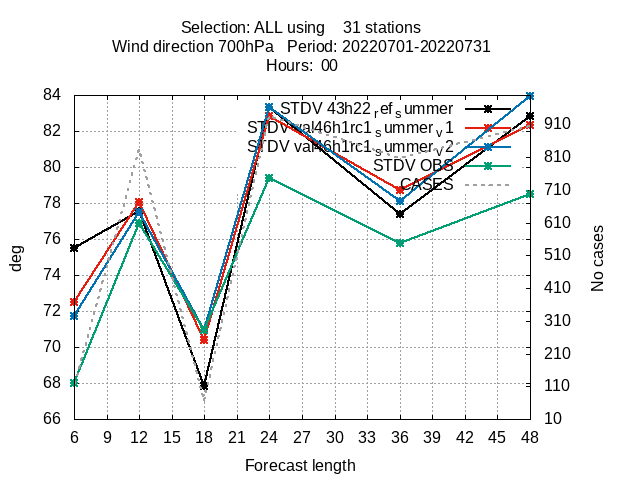 Selection: ALL using 31 stations
Wind direction 700hPa Period: 20220701-20220731
Hours: 00
STDV 43h22_ref_summer
STDV val46h1rc1_summer_v1
STDV val46h1rc1_summer_v2
STDV OBS
CASES
84
82
80
78
76
74
72
70
68
66
deg
910
810
710
610
510
410
310
210
110
10
No cases
6 9 12 15 18 21 24 27 30 33 36 39 42 45 48
Forecast length